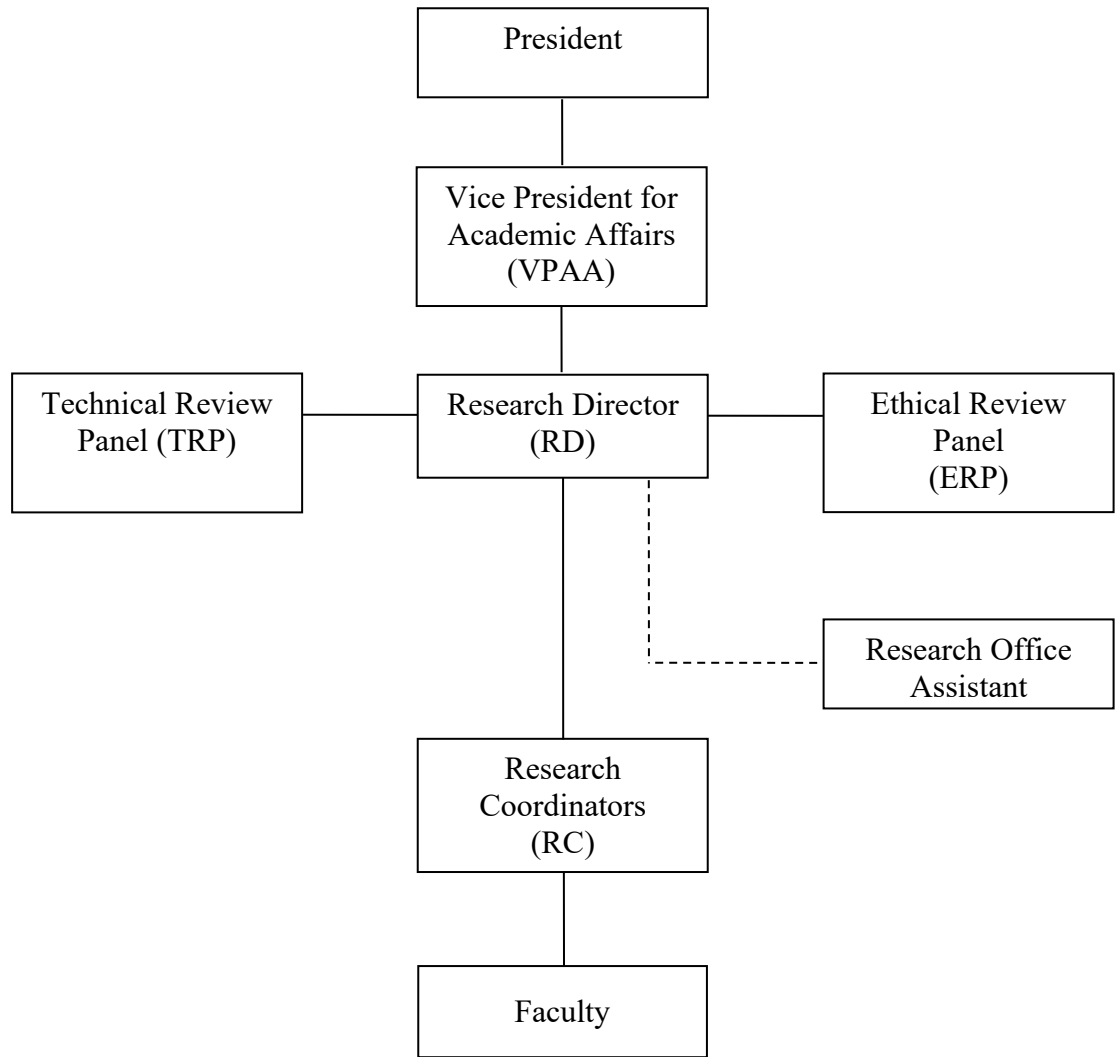 President
Vice President for
Academic Affairs
(VPAA)
Technical Review
Panel (TRP)
Research Director
(RD)
Ethical Review
Panel
(ERP)
Research Office
Assistant
Research
Coordinators
(RC)
Faculty